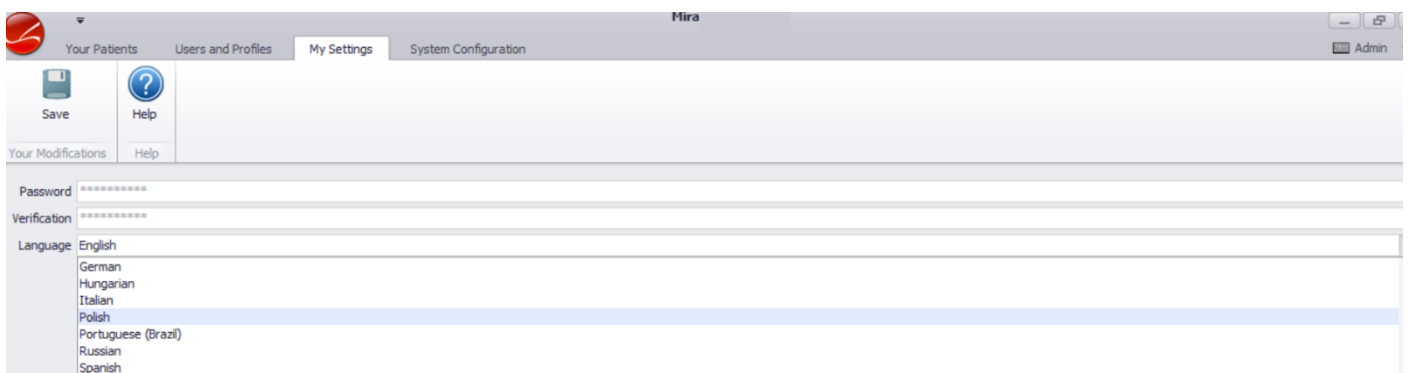 Mira
Your Patients Users and Profiles My Settings System Configuration Admin
Save Help
Your Modifications Help
Password **********
Verification **********
Language English
German
Hungarian
Italian
Polish
Portuguese (Brazil)
Russian
Spanish